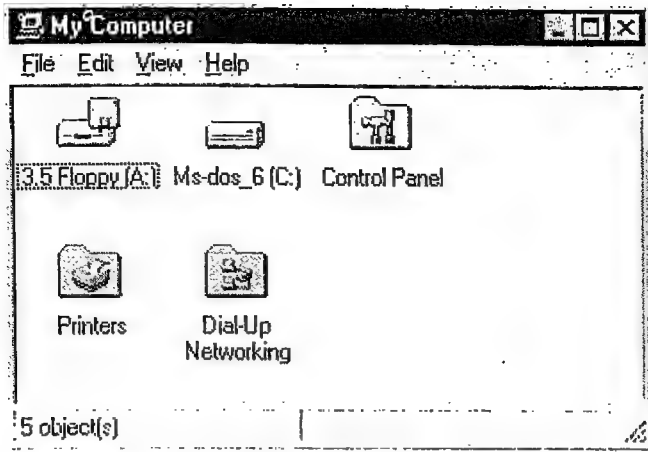 My Computer
File Edit View Help
3.5 Floppy (A:) Ms-dos_6 (C:) Control Panel
Printers Dial-Up
Networking
5 object(s)